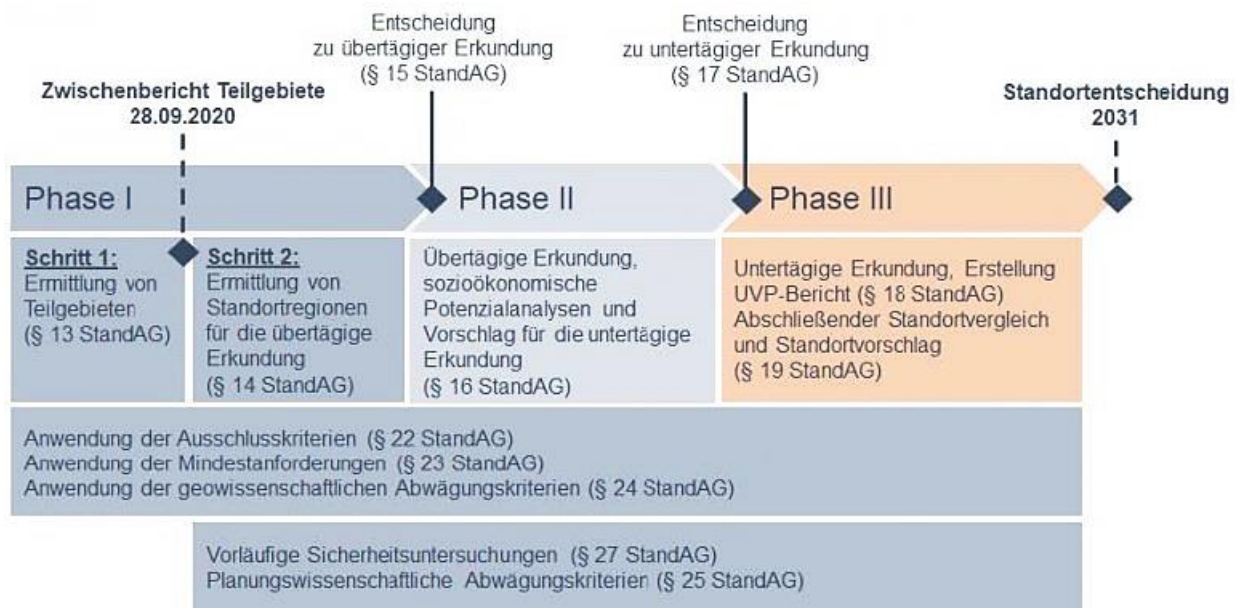 Entscheidung
zu übertägiger Erkundung
(§ 15 StandAG)
Entscheidung
zu untertägiger Erkundung
(§ 17 StandAG)
Zwischenbericht Teilgebiete
28.09.2020
Standortentscheidung
2031
Phase I
Phase II
Phase III
Schritt 1:
Ermittlung von
Teilgebieten
(§ 13 StandAG)
Schritt 2:
Ermittlung von
Standortregionen
für die übertägige
Erkundung
(§ 14 StandAG)
Übertägige Erkundung,
sozioökonomische
Potenzialanalysen und
Vorschlag für die untertägige
Erkundung
(§ 16 StandAG)
Untertägige Erkundung, Erstellung
UVP-Bericht (§ 18 StandAG)
Abschließender Standortvergleich
und Standortvorschlag
(§ 19 StandAG)
Anwendung der Ausschlusskriterien (§ 22 StandAG)
Anwendung der Mindestanforderungen (§ 23 StandAG)
Anwendung der geowissenschaftlichen Abwägungskriterien (§ 24 StandAG)
Vorläufige Sicherheitsuntersuchungen (§ 27 StandAG)
Planungswissenschaftliche Abwägungskriterien (§ 25 StandAG)